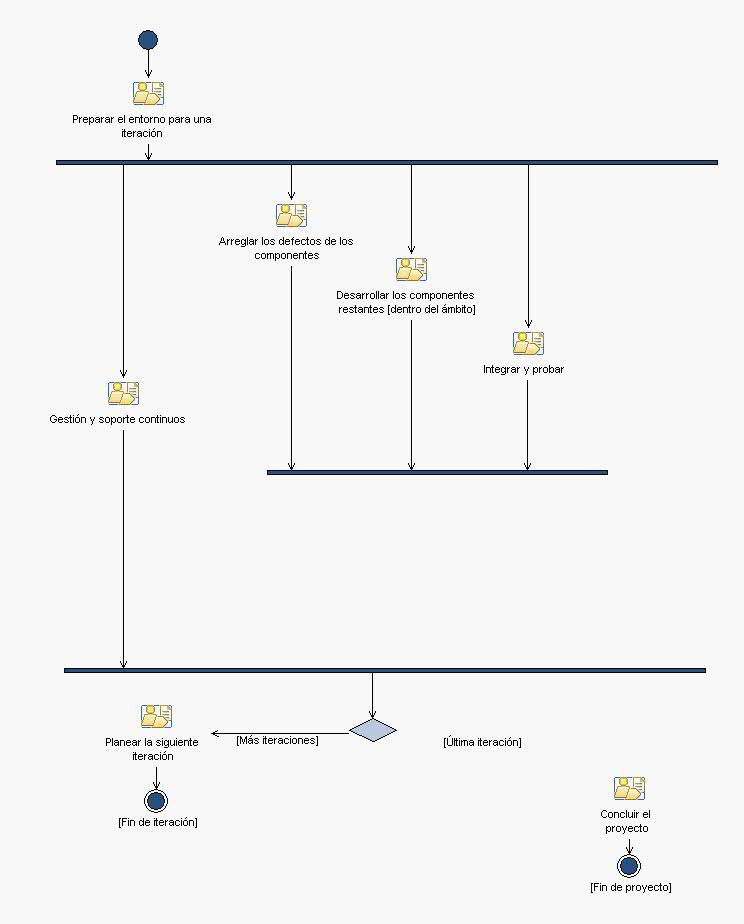 Preparar el entorno para una
iteración
Arreglar los defectos de los
componentes
Desarrollar los componentes
restantes [dentro del ámbito]
Integrar y probar
Gestión y soporte continuos
Planear la siguiente
iteración
[Más iteraciones]
[Última iteración]
[Fin de iteración]
Concluir el
proyecto
[Fin de proyecto]